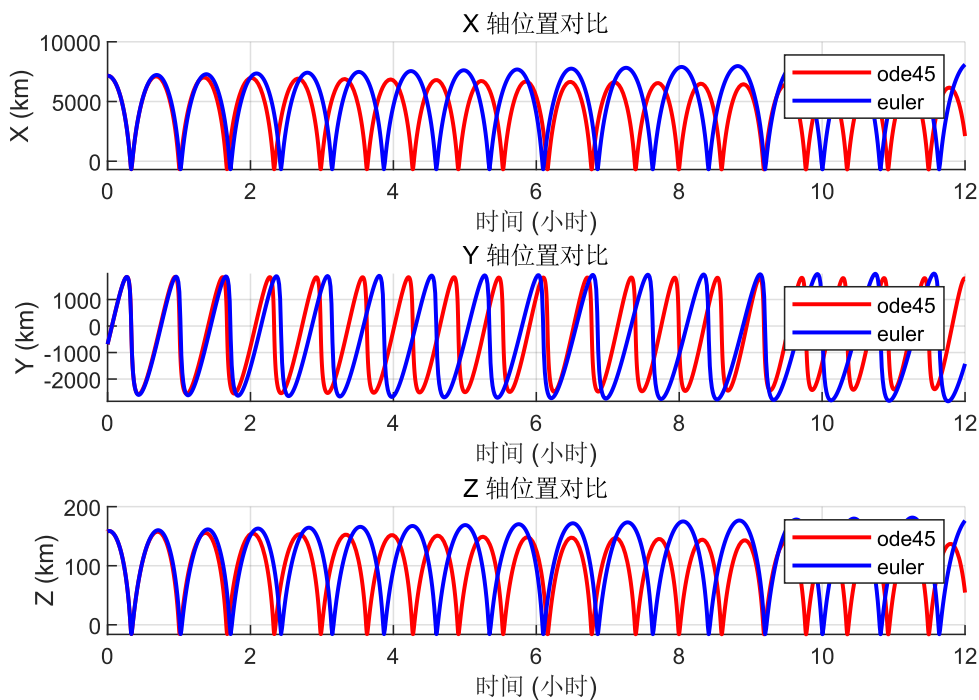 X 轴位置对比
10000
5000
0
X (km)
ode45
euler
0 2 4 6 8 10 12
时间 (小时)
Y 轴位置对比
1000
0
-1000
-2000
Y (km)
ode45
euler
0 2 4 6 8 10 12
时间 (小时)
Z 轴位置对比
200
100
0
Z (km)
ode45
euler
0 2 4 6 8 10 12
时间 (小时)